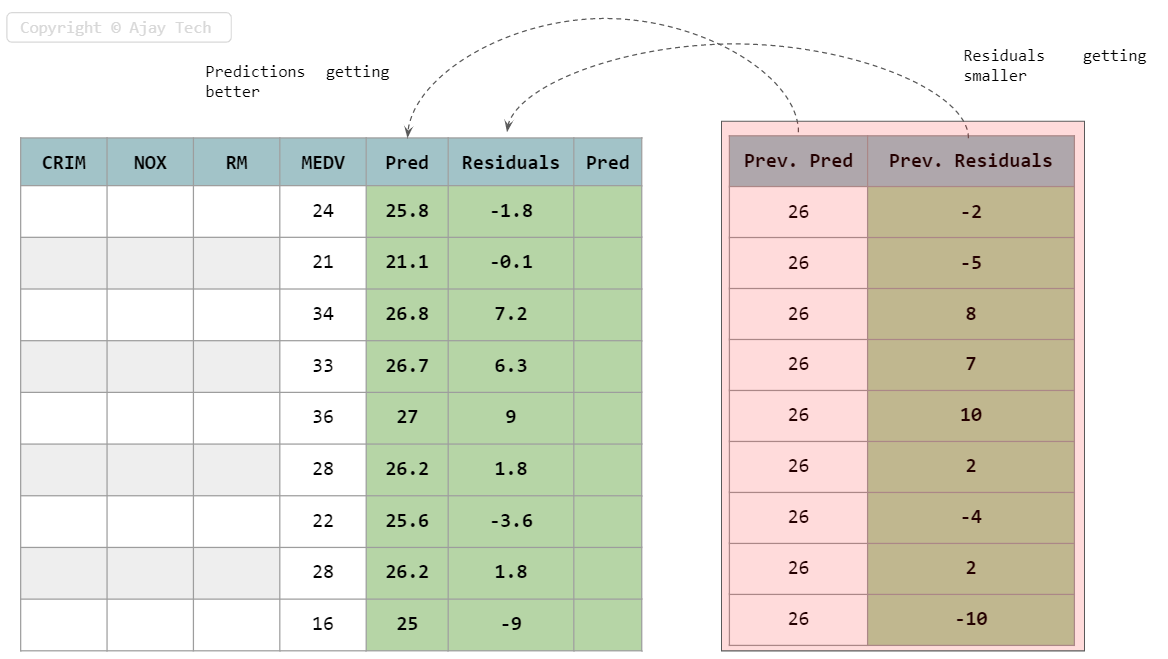 Copyright © Ajay Tech
Predictions getting
better
Residuals getting
smaller
CRIM NOX RM MEDV Pred Residuals Pred
24 25.8 -1.8
21 21.1 -0.1
34 26.8 7.2
33 26.7 6.3
36 27 9
28 26.2 1.8
22 25.6 -3.6
28 26.2 1.8
16 25 -9
Prev. Pred Prev. Residuals
26 -2
26 -5
26 8
26 7
26 10
26 2
26 -4
26 2
26 -10